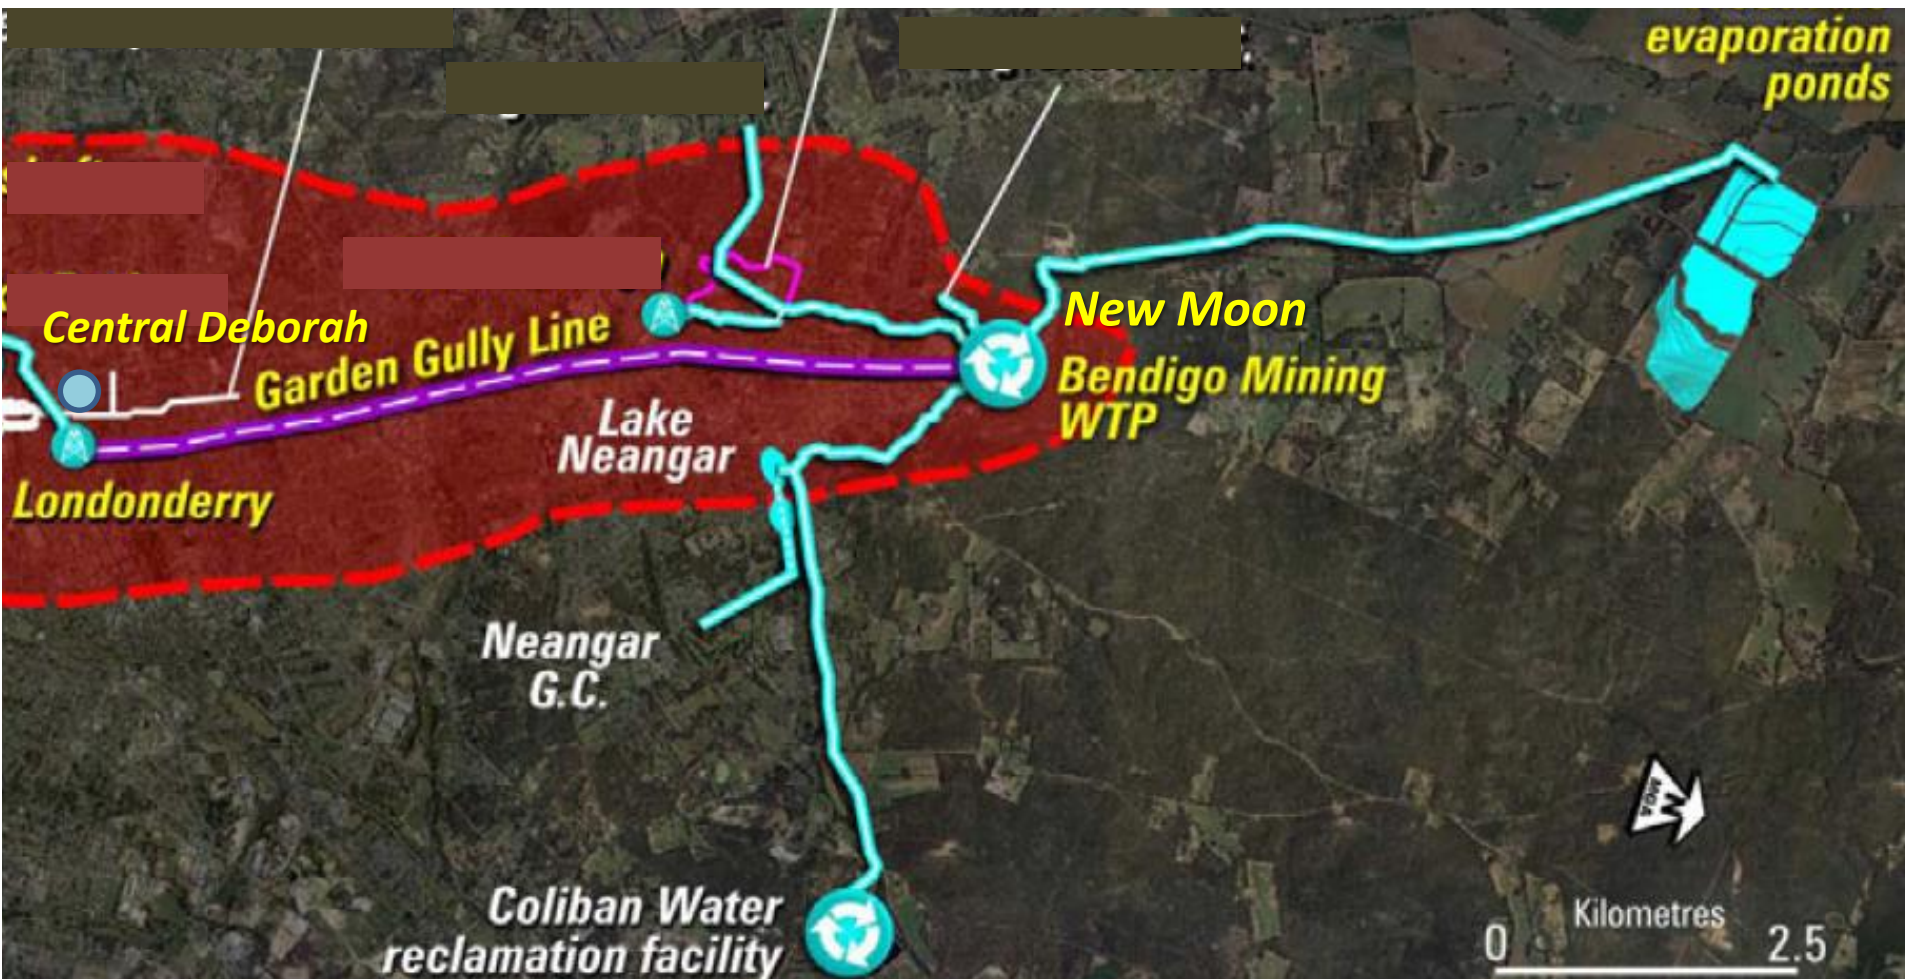 evaporation
ponds
New Moon
Central Deborah
Garden Gully Line
Bendigo Mining
WTP
Lake
Neangar
Londonderry
Neangar
G.C.
N
MGA
Kilometres
0 2.5
Coliban Water
reclamation facility